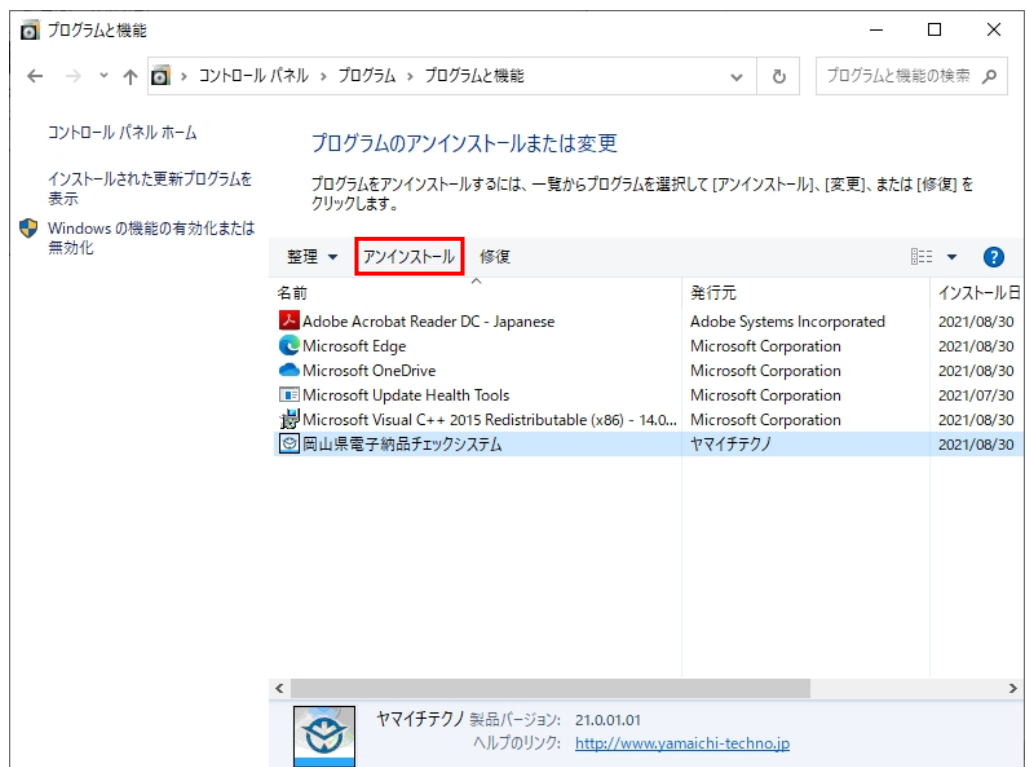 プログラムと機能
コントロール パネル › プログラム › プログラムと機能
プログラムと機能の検索
コントロール パネル ホーム
インストールされた更新プログラムを
表示
Windows の機能の有効化または
無効化
プログラムのアンインストールまたは変更
プログラムをアンインストールするには、一覧からプログラムを選択して [アンインストール]、[変更]、または [修復] を
クリックします。
整理 アンインストール 修復
名前 発行元 インストール日
Adobe Acrobat Reader DC - Japanese Adobe Systems Incorporated 2021/08/30
Microsoft Edge Microsoft Corporation 2021/08/30
Microsoft OneDrive Microsoft Corporation 2021/08/30
Microsoft Update Health Tools Microsoft Corporation 2021/07/30
Microsoft Visual C++ 2015 Redistributable (x86) - 14.0... Microsoft Corporation 2021/08/30
岡山県電子納品チェックシステム ヤマイチテクノ 2021/08/30
ヤマイチテクノ 製品バージョン: 21.0.01.01
ヘルプのリンク: http://www.yamaichi-techno.jp